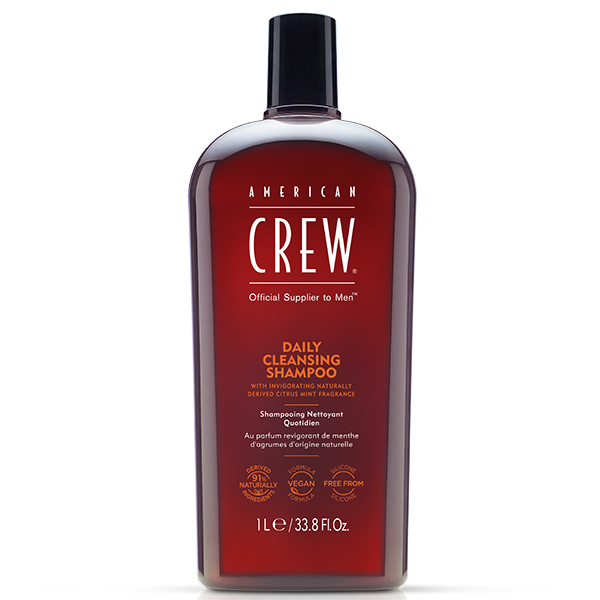 AMERICAN
CREW®
Official Supplier to Men™
DAILY
CLEANSING
SHAMPOO
WITH INVIGORATING NATURALLY
DERIVED CITRUS MINT FRAGRANCE
Shampooing Nettoyant
Quotidien
Au parfum revigorant de menthe
d'agrumes d'origine naturelle
DERIVED
91%
NATURALLY
INGREDIENTS
FORMULA
VEGAN
FORMULA
SILICONE
FREE FROM
SILICONE
1 L ℮ / 33.8 Fl. Oz.